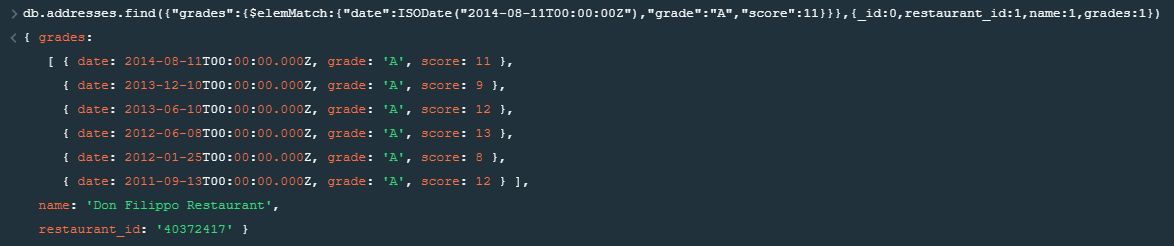 > db.addresses.find({"grades":{$elemMatch:{"date":ISODate("2014-08-11T00:00:00Z"),"grade":"A","score":11}}},{_id:0,restaurant_id:1,name:1,grades:1})
< { grades:
[ { date: 2014-08-11T00:00:00.000Z, grade: 'A', score: 11 },
{ date: 2013-12-10T00:00:00.000Z, grade: 'A', score: 9 },
{ date: 2013-06-10T00:00:00.000Z, grade: 'A', score: 12 },
{ date: 2012-06-08T00:00:00.000Z, grade: 'A', score: 13 },
{ date: 2012-01-25T00:00:00.000Z, grade: 'A', score: 8 },
{ date: 2011-09-13T00:00:00.000Z, grade: 'A', score: 12 } ],
name: 'Don Filippo Restaurant',
restaurant_id: '40372417' }